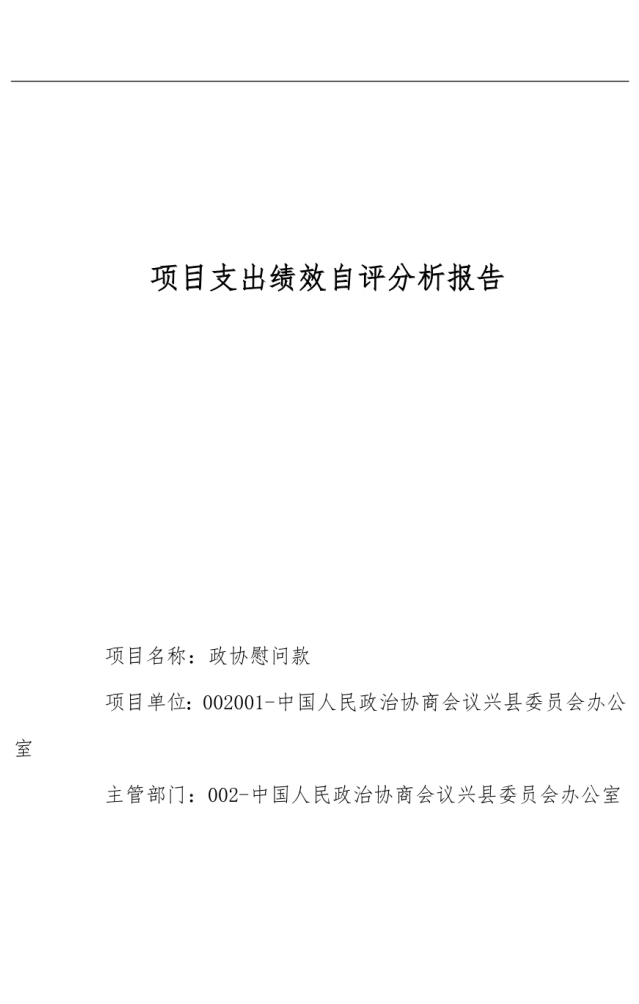 项目支出绩效自评分析报告
项目名称：政协慰问款
项目单位：002001-中国人民政治协商会议兴县委员会办公
室
主管部门：002-中国人民政治协商会议兴县委员会办公室